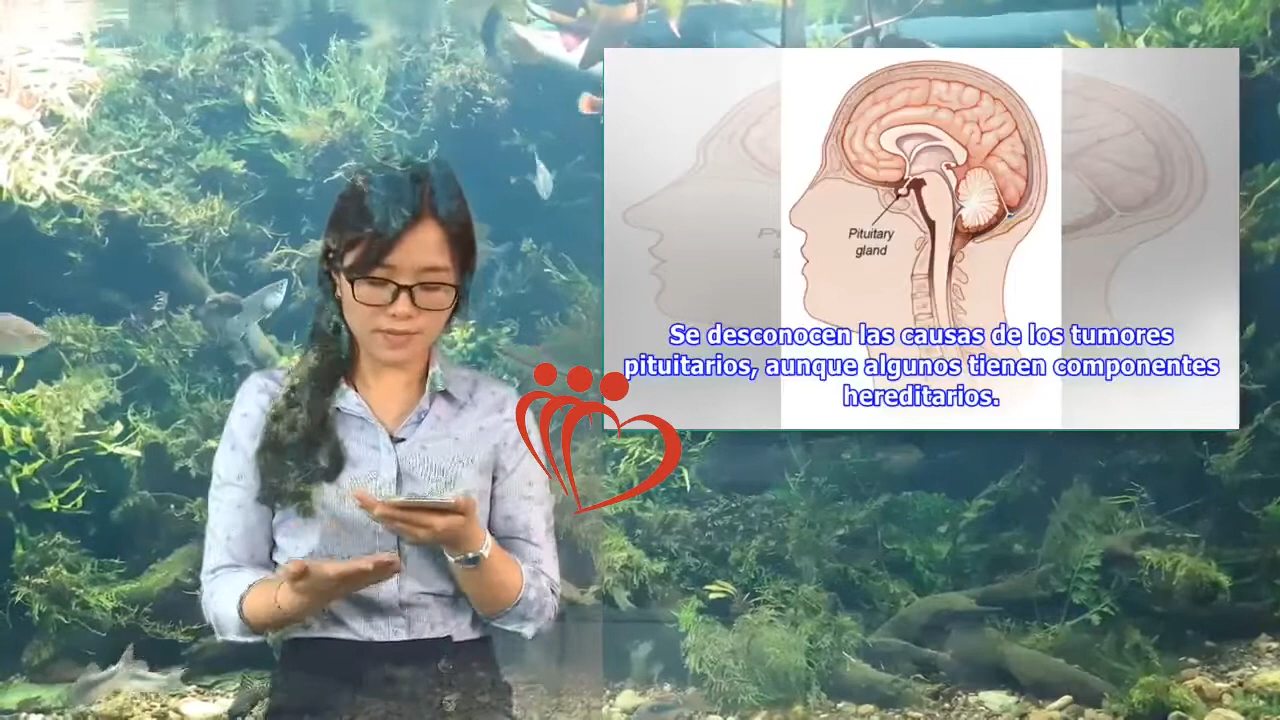 Pituitary
gland
Se desconocen las causas de los tumores
pituitarios, aunque algunos tienen componentes
hereditarios.